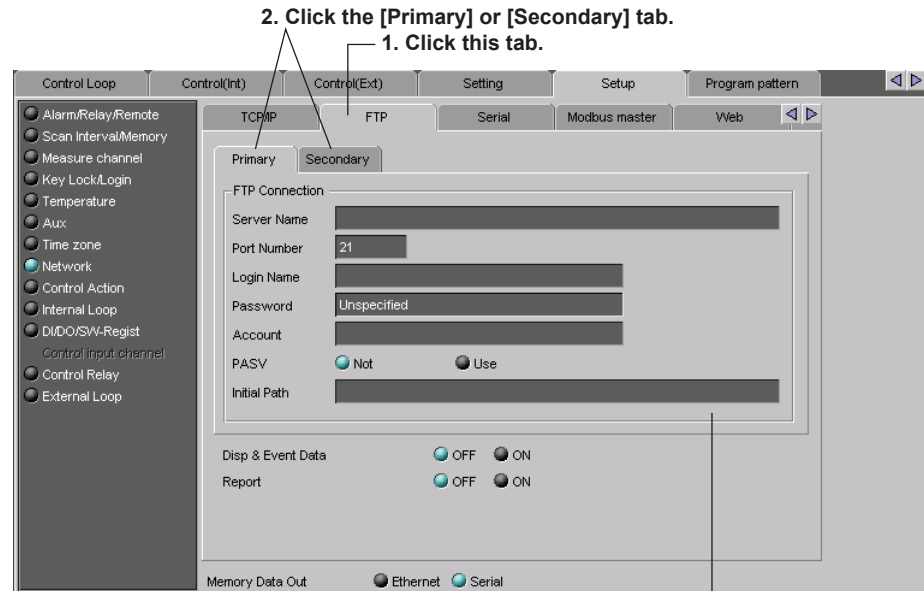 2. Click the [Primary] or [Secondary] tab.
1. Click this tab.
Control Loop Control(Int) Control(Ext) Setting Setup Program pattern
Alarm/Relay/Remote
Scan Interval/Memory
Measure channel
Key Lock/Login
Temperature
Aux
Time zone
Network
Control Action
Internal Loop
DI/DO/SW-Regist
Control input channel
Control Relay
External Loop
TCP/IP FTP Serial Modbus master Web
Primary Secondary
FTP Connection
Server Name
Port Number 21
Login Name
Password Unspecified
Account
PASV Not Use
Initial Path
Disp & Event Data OFF ON
Report OFF ON
Memory Data Out Ethernet Serial